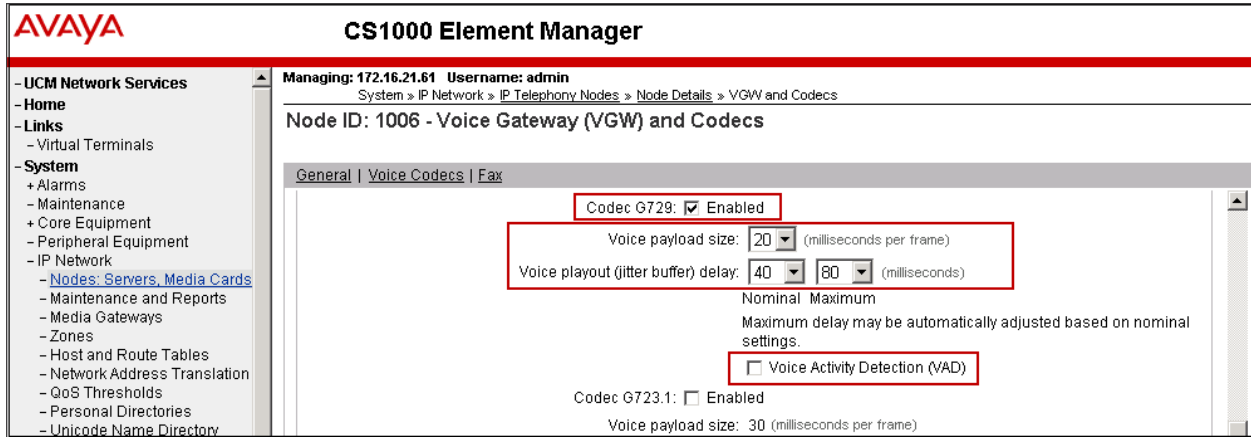 AVAYA
CS1000 Element Manager
- UCM Network Services
- Home
- Links
- Virtual Terminals
- System
+ Alarms
- Maintenance
+ Core Equipment
- Peripheral Equipment
- IP Network
- Nodes: Servers, Media Cards
- Maintenance and Reports
- Media Gateways
- Zones
- Host and Route Tables
- Network Address Translation
- QoS Thresholds
- Personal Directories
- Unicode Name Directory
Managing: 172.16.21.61 Username: admin
System » IP Network » IP Telephony Nodes » Node Details » VGW and Codecs
Node ID: 1006 - Voice Gateway (VGW) and Codecs
General | Voice Codecs | Fax
Codec G729: Enabled
Voice payload size: 20 (milliseconds per frame)
Voice playout (jitter buffer) delay: 40 80 (milliseconds)
Nominal Maximum
Maximum delay may be automatically adjusted based on nominal
settings.
Voice Activity Detection (VAD)
Codec G723.1: Enabled
Voice payload size: 30 (milliseconds per frame)